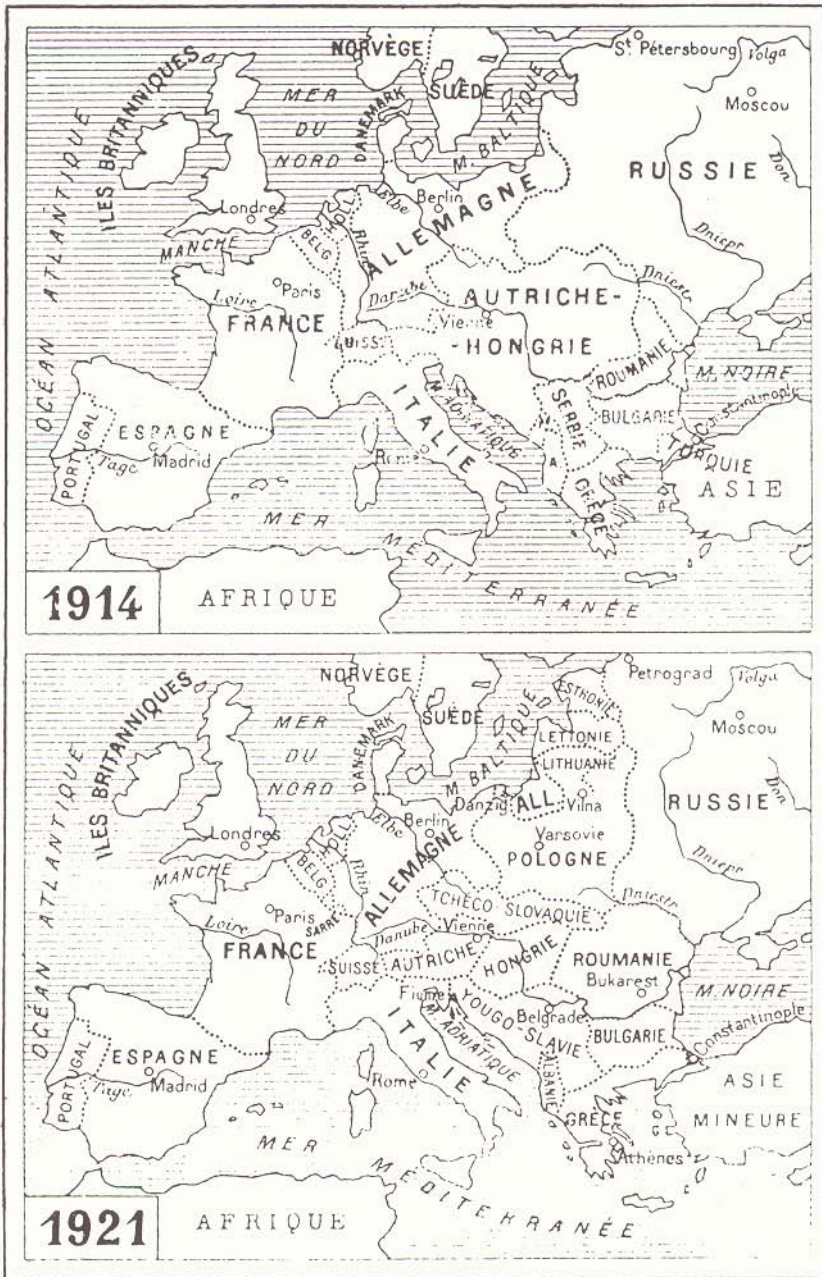 NORVÈGE
St. Pétersbourg
Volga
Moscou
SUÈDE
ILES BRITANNIQUES
MER
DU
NORD
DANEMARK
M. BALTIQUE
RUSSIE
Don
OCÉAN ATLANTIQUE
Londres
HOLL
Elbe
Berlin
ALLEMAGNE
MANCHE
BELG
Rhin
Dniepr
Paris
Loire
FRANCE
Danube
Vienne
AUTRICHE-
-HONGRIE
Dniestr
SUISS
ROUMANIE
M. NOIRE
ITALIE
M. ADRIATIQUE
SERBIE
BULGARIE
Constantinople
PORTUGAL
ESPAGNE
Tage
Madrid
Rome
M
A
GRÈCE
TURQUIE
ASIE
MER
MÉDITERRANÉE
1914
AFRIQUE
NORVÈGE
Petrograd
Volga
ESTHONIE
Moscou
SUÈDE
ILES BRITANNIQUES
MER
DU
NORD
DANEMARK
M. BALTIQUE
LETTONIE
LITHUANIE
Danzig
ALL.
Vilna
RUSSIE
Don
OCÉAN ATLANTIQUE
Londres
HOLL
Elbe
Berlin
ALLEMAGNE
Varsovie
POLOGNE
MANCHE
BELG
Rhin
Dniepr
Paris
SARRE
Loire
FRANCE
TCHÉCO SLOVAQUIE
Dniestr
Danube
Vienne
SUISSE
AUTRICHE
HONGRIE
ROUMANIE
Bukarest
Fiume
YOUGO-SLAVIE
Belgrade
M. NOIRE
ITALIE
M. ADRIATIQUE
BULGARIE
Constantinople
PORTUGAL
ESPAGNE
Tage
Madrid
Rome
ALBANIE
GRÈCE
Athènes
ASIE
MINEURE
MER
MEDITERRANÉE
1921
AFRIQUE